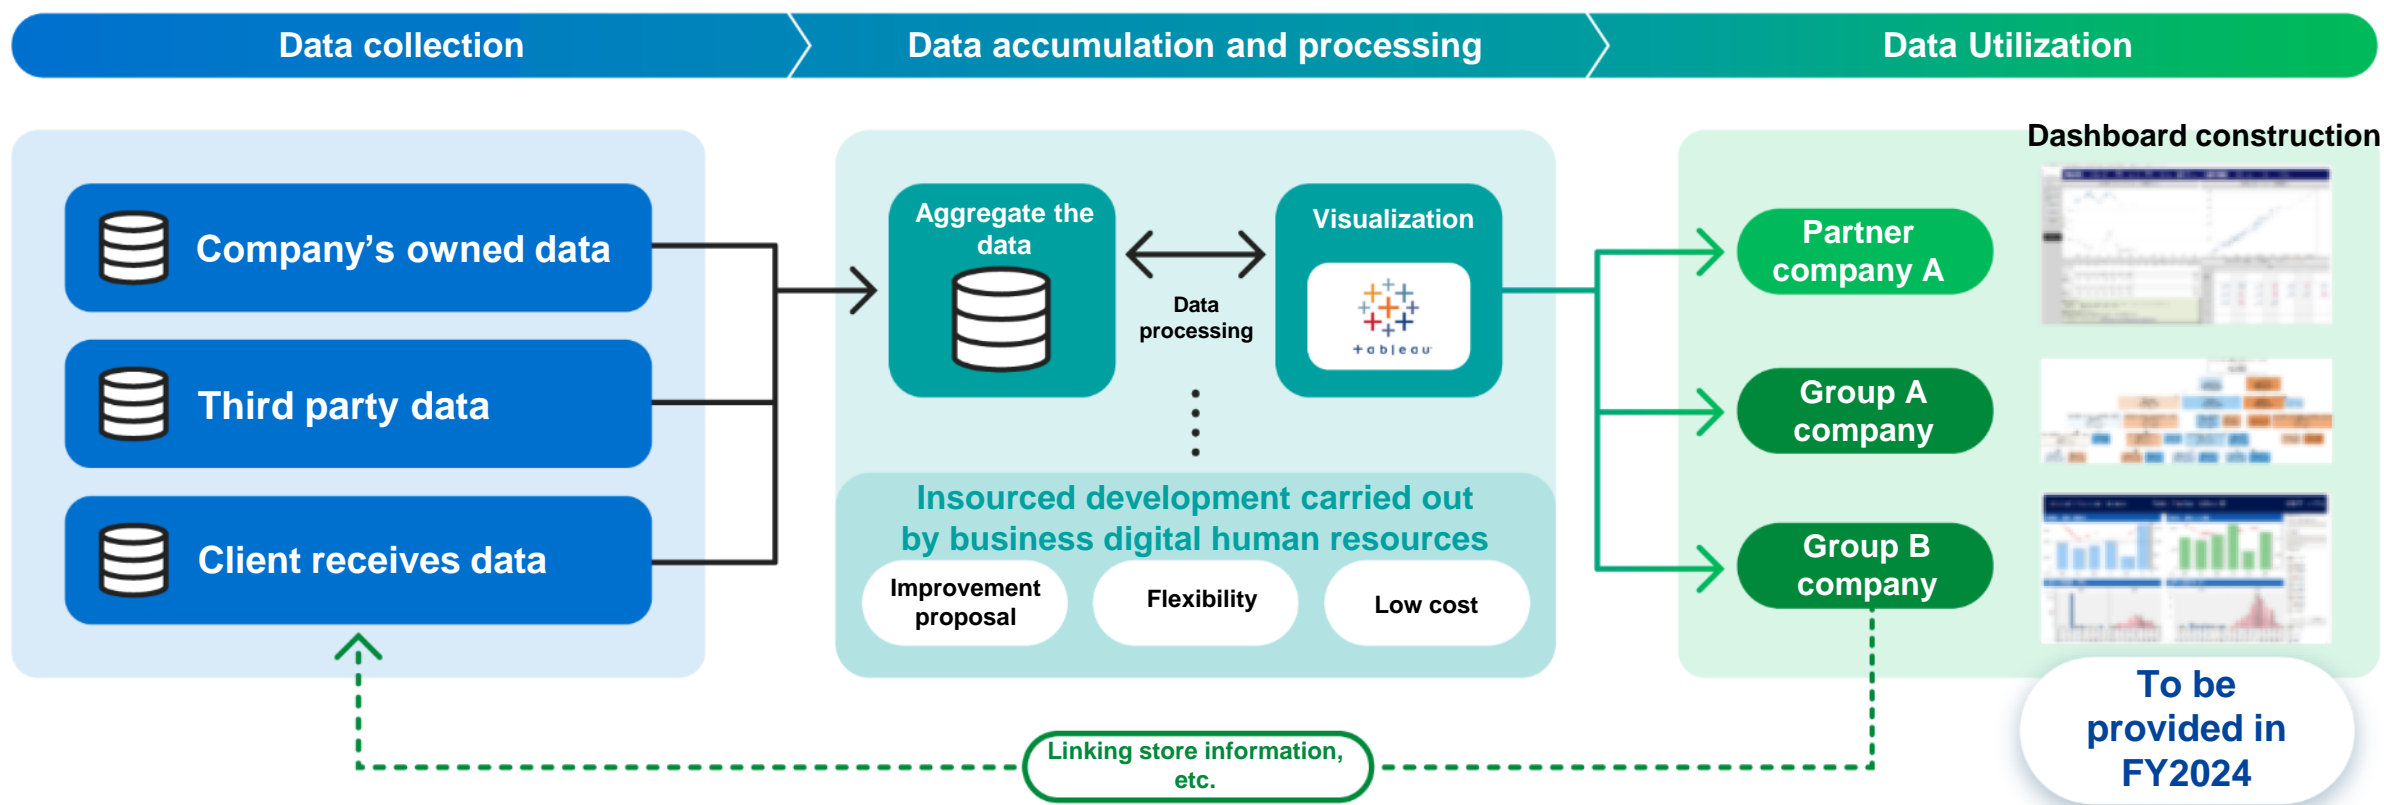 Data collection
Data accumulation and processing
Data Utilization
Company’s owned data
Third party data
Client receives data
Aggregate the
data
Data
processing
Visualization
+ableau
Insourced development carried out
by business digital human resources
Improvement
proposal
Flexibility
Low cost
Dashboard construction
Partner
company A
Group A
company
Group B
company
To be
provided in
FY2024
Linking store information,
etc.